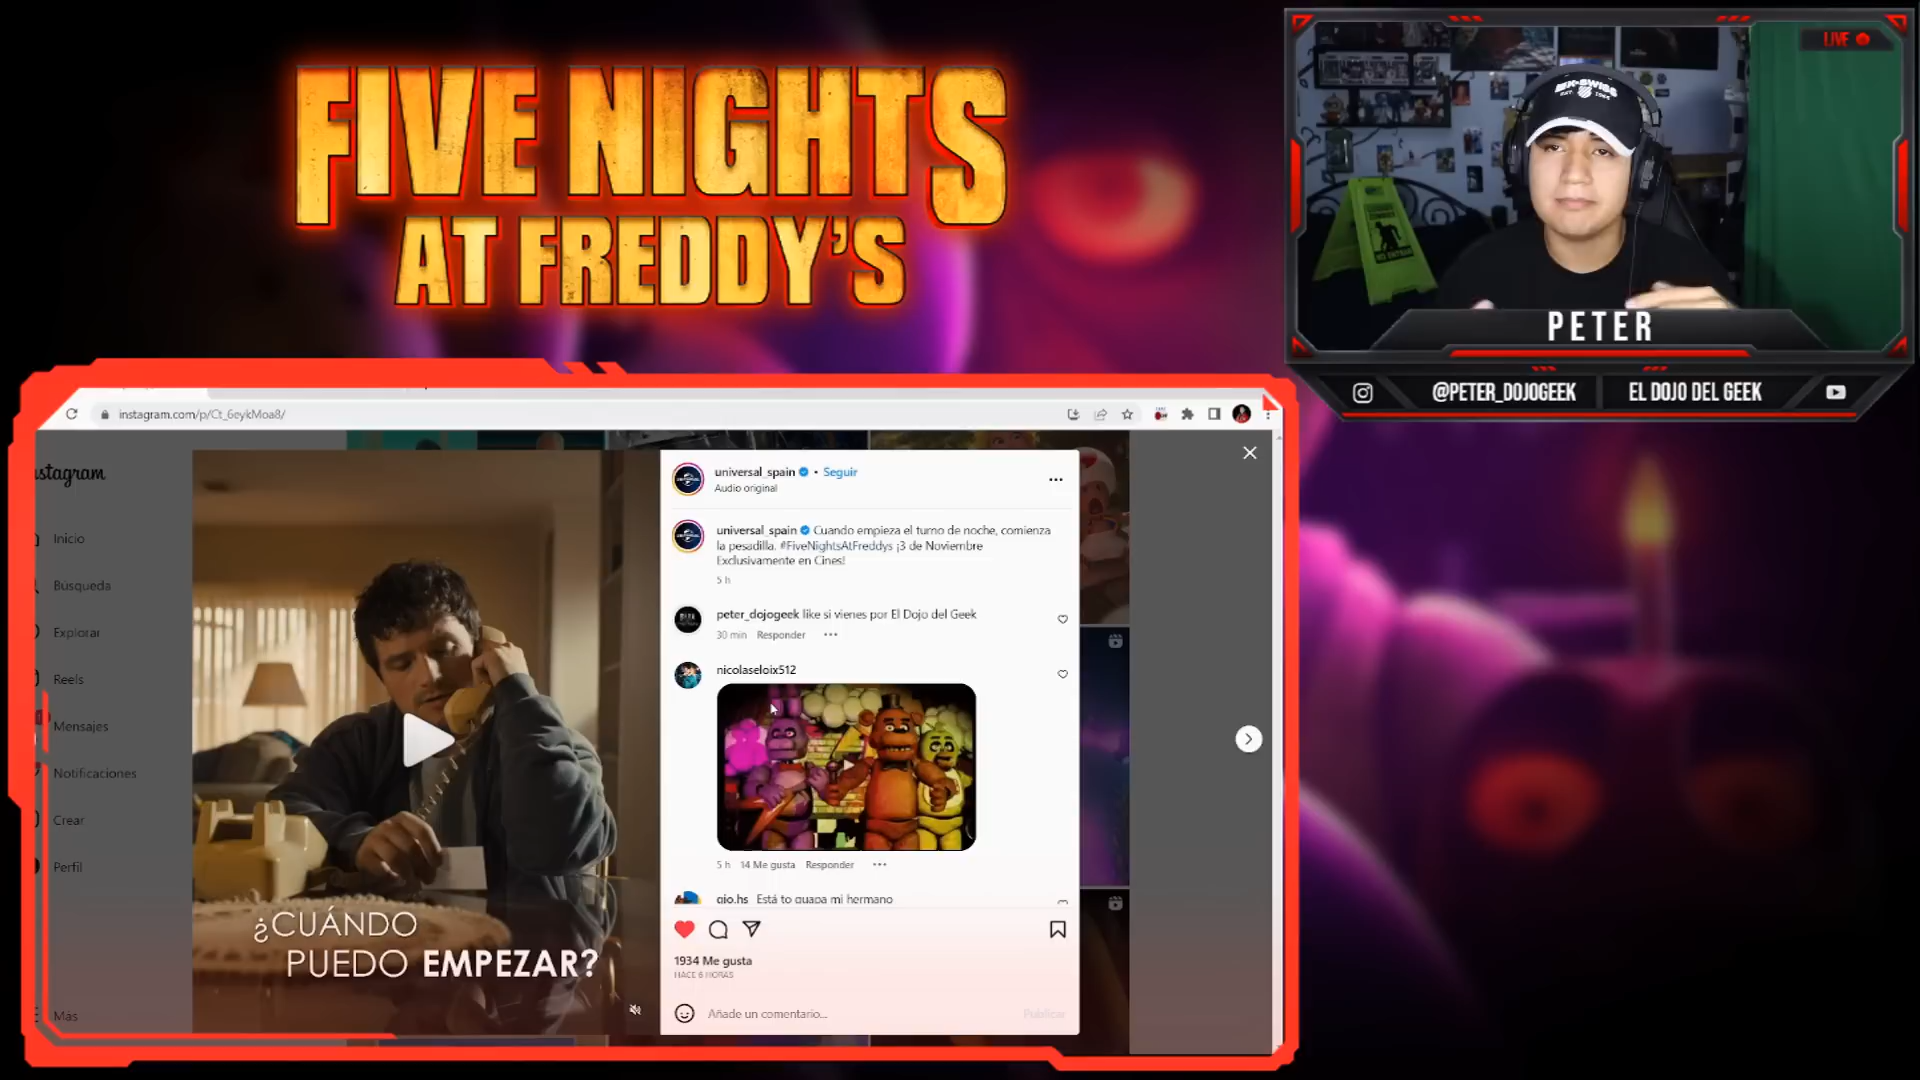 FIVE NIGHTS
AT FREDDY'S
LIVE
PETER
@PETER_DOJOGEEK
EL DOJO DEL GEEK
instagram.com/p/Ct_6eykMoa8/
Inicio
Búsqueda
Explorar
Reels
Mensajes
Notificaciones
Crear
Perfil
Más
¿CUÁNDO
PUEDO EMPEZAR?
universal_spain • Seguir
Audio original
universal_spain Cuando empieza el turno de noche, comienza
la pesadilla. #FiveNightsAtFreddys ¡3 de Noviembre
Exclusivamente en Cines!
5 h
peter_dojogeek like si vienes por El Dojo del Geek
30 min Responder
nicolaseloix512
5 h 14 Me gusta Responder
gio.hs Está to guapa mi hermano
1934 Me gusta
HACE 6 HORAS
Añade un comentario...
Publicar